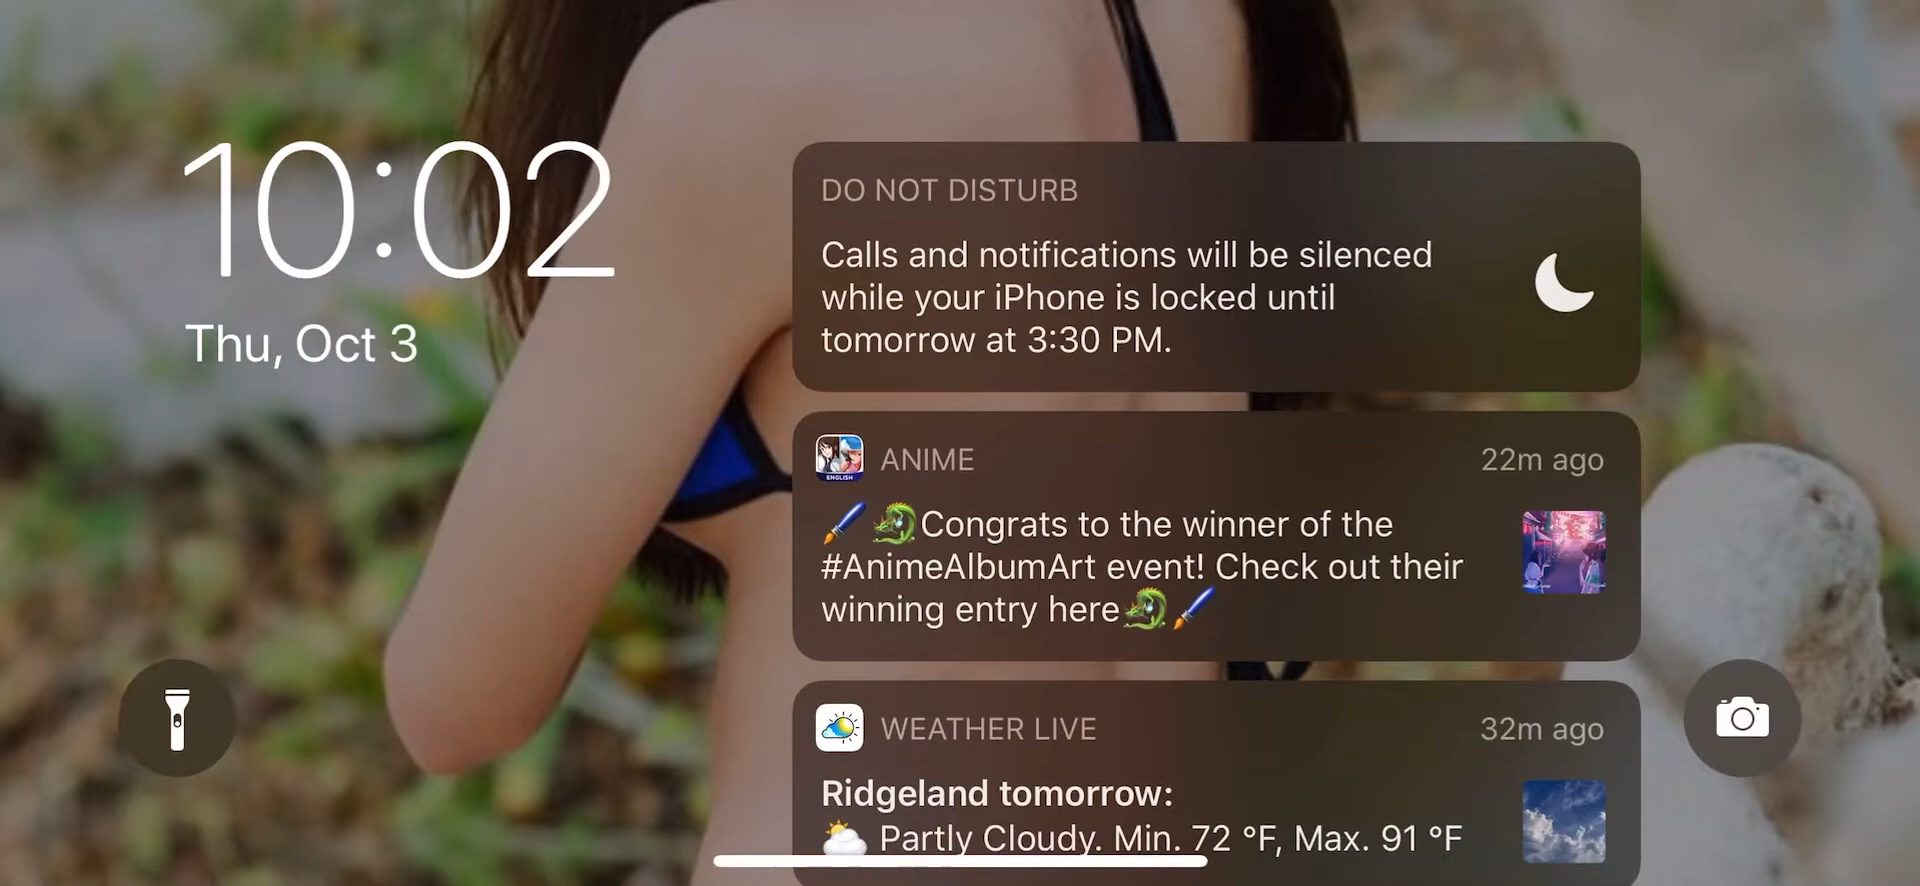 10:02
Thu, Oct 3
DO NOT DISTURB
Calls and notifications will be silenced
while your iPhone is locked until
tomorrow at 3:30 PM.
ANIME
22m ago
ENGLISH
🖌️🐉Congrats to the winner of the
#AnimeAlbumArt event! Check out their
winning entry here🐉🖌️
WEATHER LIVE
32m ago
Ridgeland tomorrow:
🌤️ Partly Cloudy. Min. 72 °F, Max. 91 °F